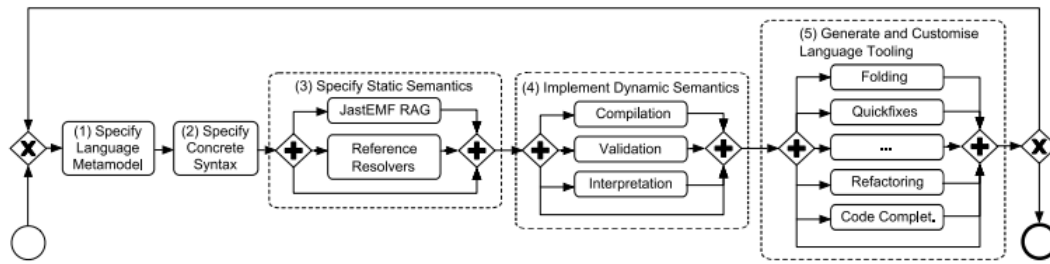 (1) Specify
Language
Metamodel
(2) Specify
Concrete
Syntax
(3) Specify Static Semantics
JastEMF RAG
Reference
Resolvers
(4) Implement Dynamic Semantics
Compilation
Validation
Interpretation
(5) Generate and Customise
Language Tooling
Folding
Quickfixes
...
Refactoring
Code Complet.